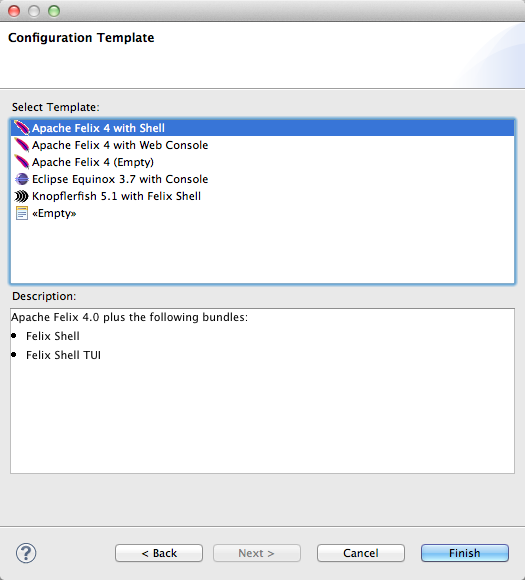 Configuration Template
Select Template:
Apache Felix 4 with Shell
Apache Felix 4 with Web Console
Apache Felix 4 (Empty)
Eclipse Equinox 3.7 with Console
Knopflerfish 5.1 with Felix Shell
«Empty»
Description:
Apache Felix 4.0 plus the following bundles:
• Felix Shell
• Felix Shell TUI
? < Back Next > Cancel Finish